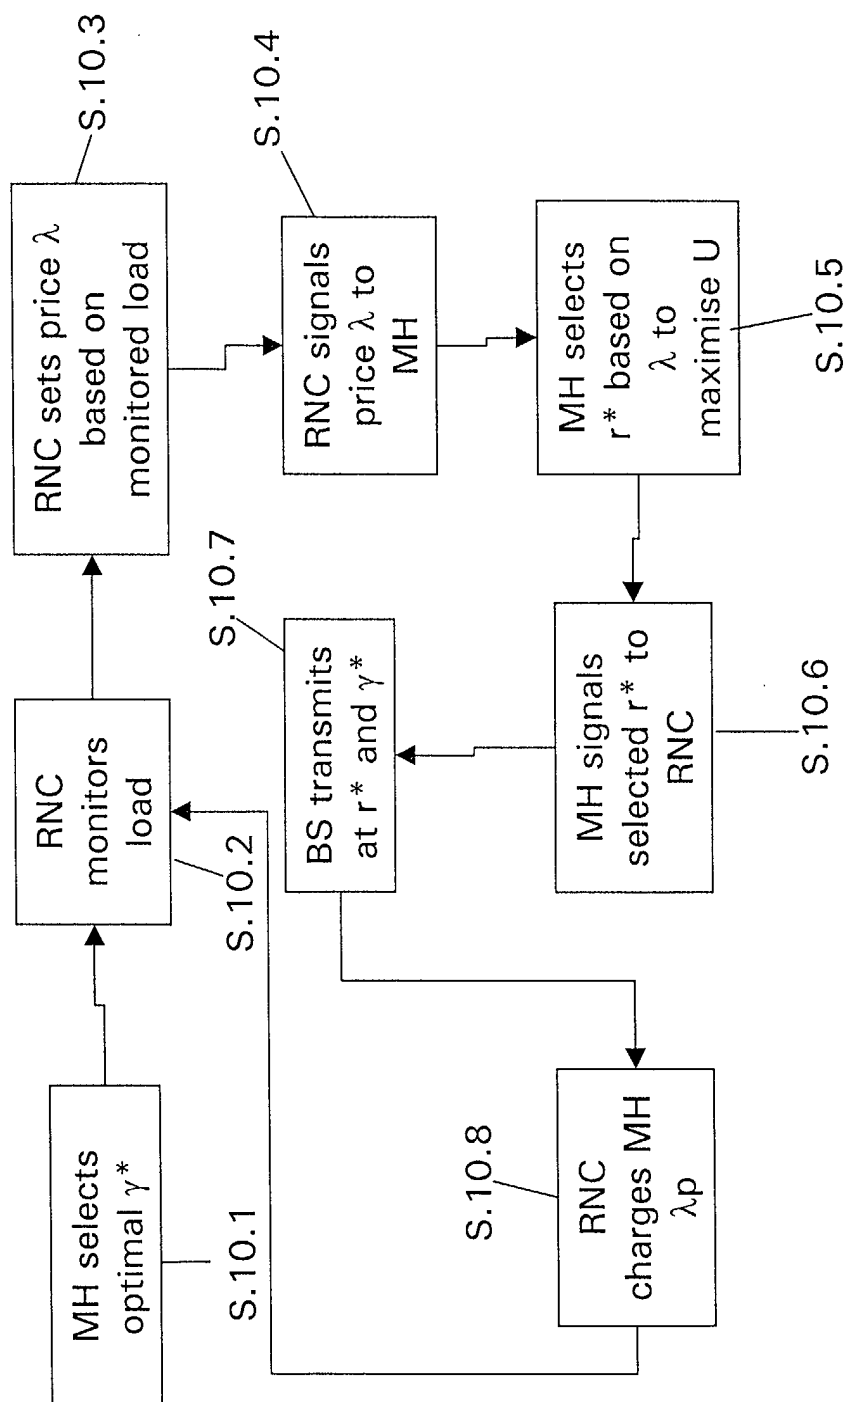 MH selects
optimal γ*
S.10.1
RNC
monitors
load
S.10.2
RNC sets price λ
based on
monitored load
S.10.3
RNC signals
price λ to
MH
S.10.4
MH selects
r* based on
λ to
maximise U
S.10.5
MH signals
selected r* to
RNC
S.10.6
BS transmits
at r* and γ*
S.10.7
RNC
charges MH
λp
S.10.8